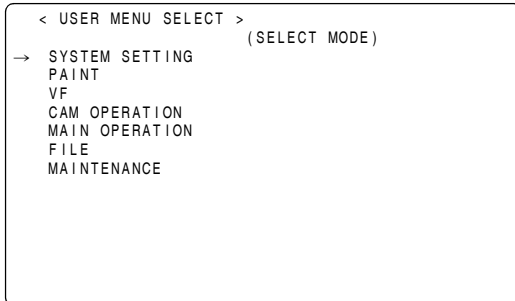 < USER MENU SELECT >
(SELECT MODE)
→ SYSTEM SETTING
PAINT
VF
CAM OPERATION
MAIN OPERATION
FILE
MAINTENANCE